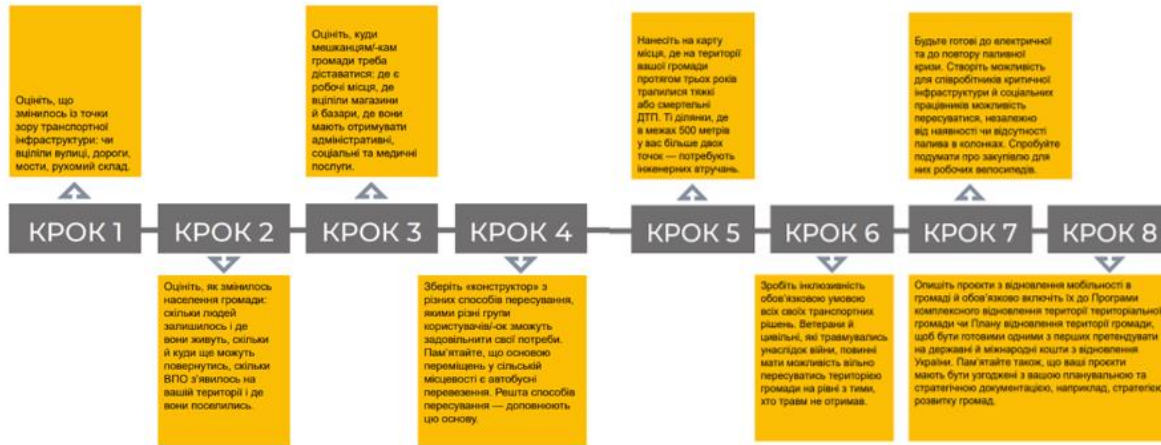 Оцініть, що
змінилось із точки
зору транспортної
інфраструктури: чи
вціліли вулиці, дороги,
мости, рухомий склад.
Оцініть, куди
мешканцям/-кам
громади треба
діставатися: де є
робочі місця, де
вціліли магазини
й базари, де вони
мають отримувати
адміністративні,
соціальні та медичні
послуги.
Нанесіть на карту
місця, де на території
вашої громади
протягом трьох років
трапилися тяжкі
або смертельні
ДТП. Ті ділянки, де
в межах 500 метрів
у вас більше двох
точок — потребують
інженерних втручань.
Будьте готові до електричної
та до повтору паливної
кризи. Створіть можливість
для співробітників критичної
інфраструктури й соціальних
працівників можливість
пересуватися, незалежно
від наявності чи відсутності
палива в колонках. Спробуйте
подумати про закупівлю для
них робочих велосипедів.
КРОК 1
КРОК 2
КРОК 3
КРОК 4
КРОК 5
КРОК 6
КРОК 7
КРОК 8
Оцініть, як змінилось
населення громади:
скільки людей
залишилось і де
вони живуть, скільки
й куди ще можуть
повернутись, скільки
ВПО з'явилось на
вашій території і де
вони поселились.
Зберіть «конструктор» з
різних способів пересування,
якими різні групи
користувачів/-ок зможуть
задовільнити свої потреби.
Пам'ятайте, що основою
переміщень у сільській
місцевості є автобусні
перевезення. Решта способів
пересування — доповнюють
цю основу.
Зробіть інклюзивність
обов'язковою умовою
всіх своїх транспортних
рішень. Ветерани й
цивільні, які травмувались
унаслідок війни, повинні
мати можливість вільно
пересуватись територією
громади на рівні з тими,
хто травм не отримав.
Опишіть проєкти з відновлення мобільності в
громаді й обов'язково включіть їх до Програми
комплексного відновлення території територіальної
громади чи Плану відновлення території громади,
щоб бути готовими одними з перших претендувати
на державні й міжнародні кошти з відновлення
України. Пам'ятайте також, що ваші проєкти
мають бути узгоджені з вашою планувальною та
стратегічною документацією, наприклад, стратегією
розвитку громад.